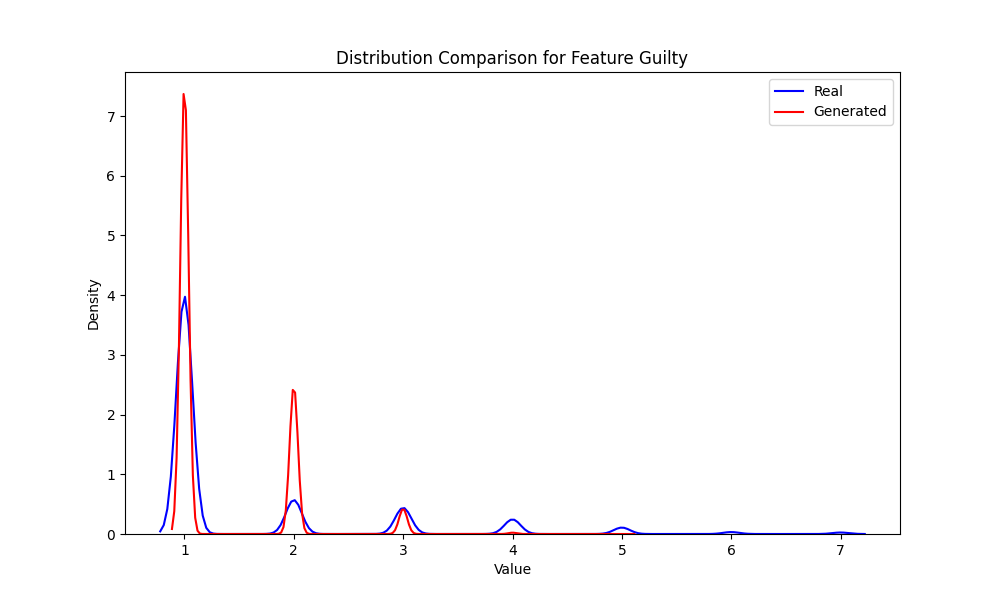 Distribution Comparison for Feature Guilty
Real
Generated
Density
7
6
5
4
3
2
1
0
1 2 3 4 5 6 7
Value